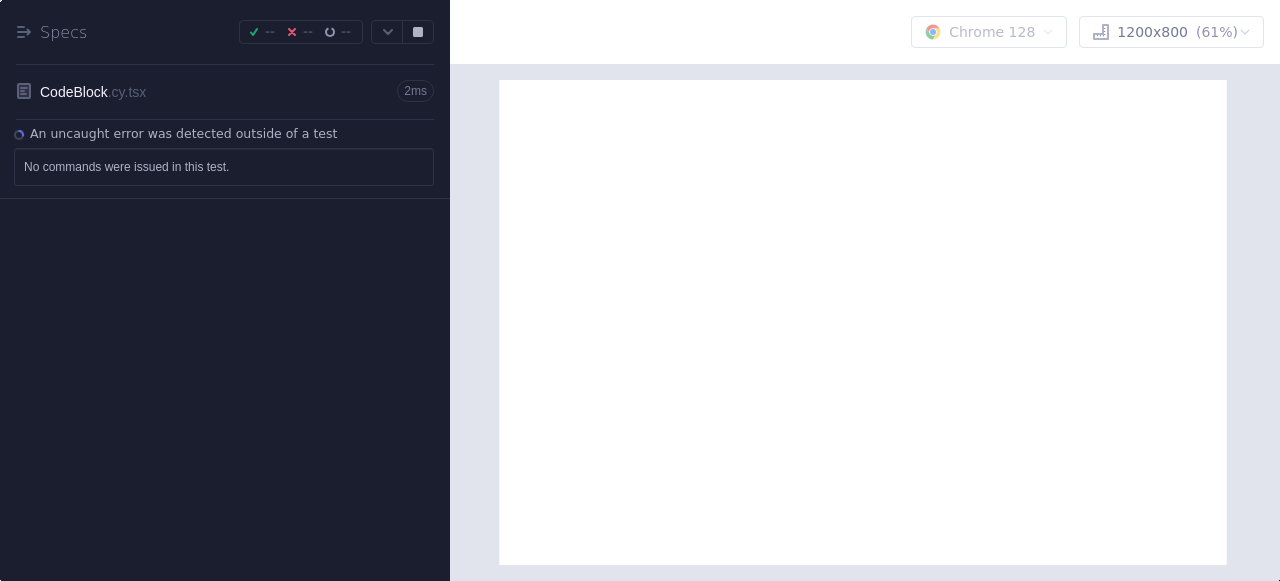 Specs
-- -- --
Chrome 128
1200x800 (61%)
CodeBlock.cy.tsx
2ms
An uncaught error was detected outside of a test
No commands were issued in this test.